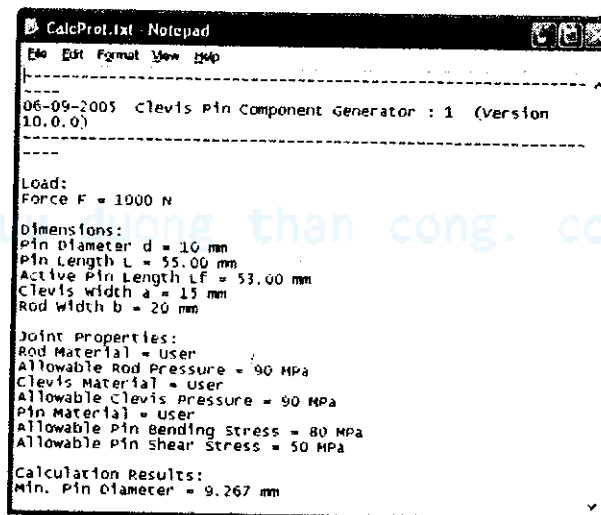 CalcProt.txt - Notepad
File Edit Format View Help
--------------------------------------------------------------------------
----
06-09-2005 Clevis Pin Component Generator : 1 (Version
10.0.0)
--------------------------------------------------------------------------
----
Load:
Force F = 1000 N
duong than cong. co
Dimensions:
Pin Diameter d = 10 mm
Pin Length L = 55.00 mm
Active Pin Length Lf = 53.00 mm
Clevis width a = 15 mm
Rod width b = 20 mm
Joint Properties:
Rod Material = User
Allowable Rod Pressure = 90 MPa
Clevis Material = User
Allowable Clevis Pressure = 90 MPa
Pin Material = User
Allowable Pin Bending Stress = 80 MPa
Allowable Pin Shear Stress = 50 MPa
Calculation Results:
Min. Pin Diameter = 9.267 mm